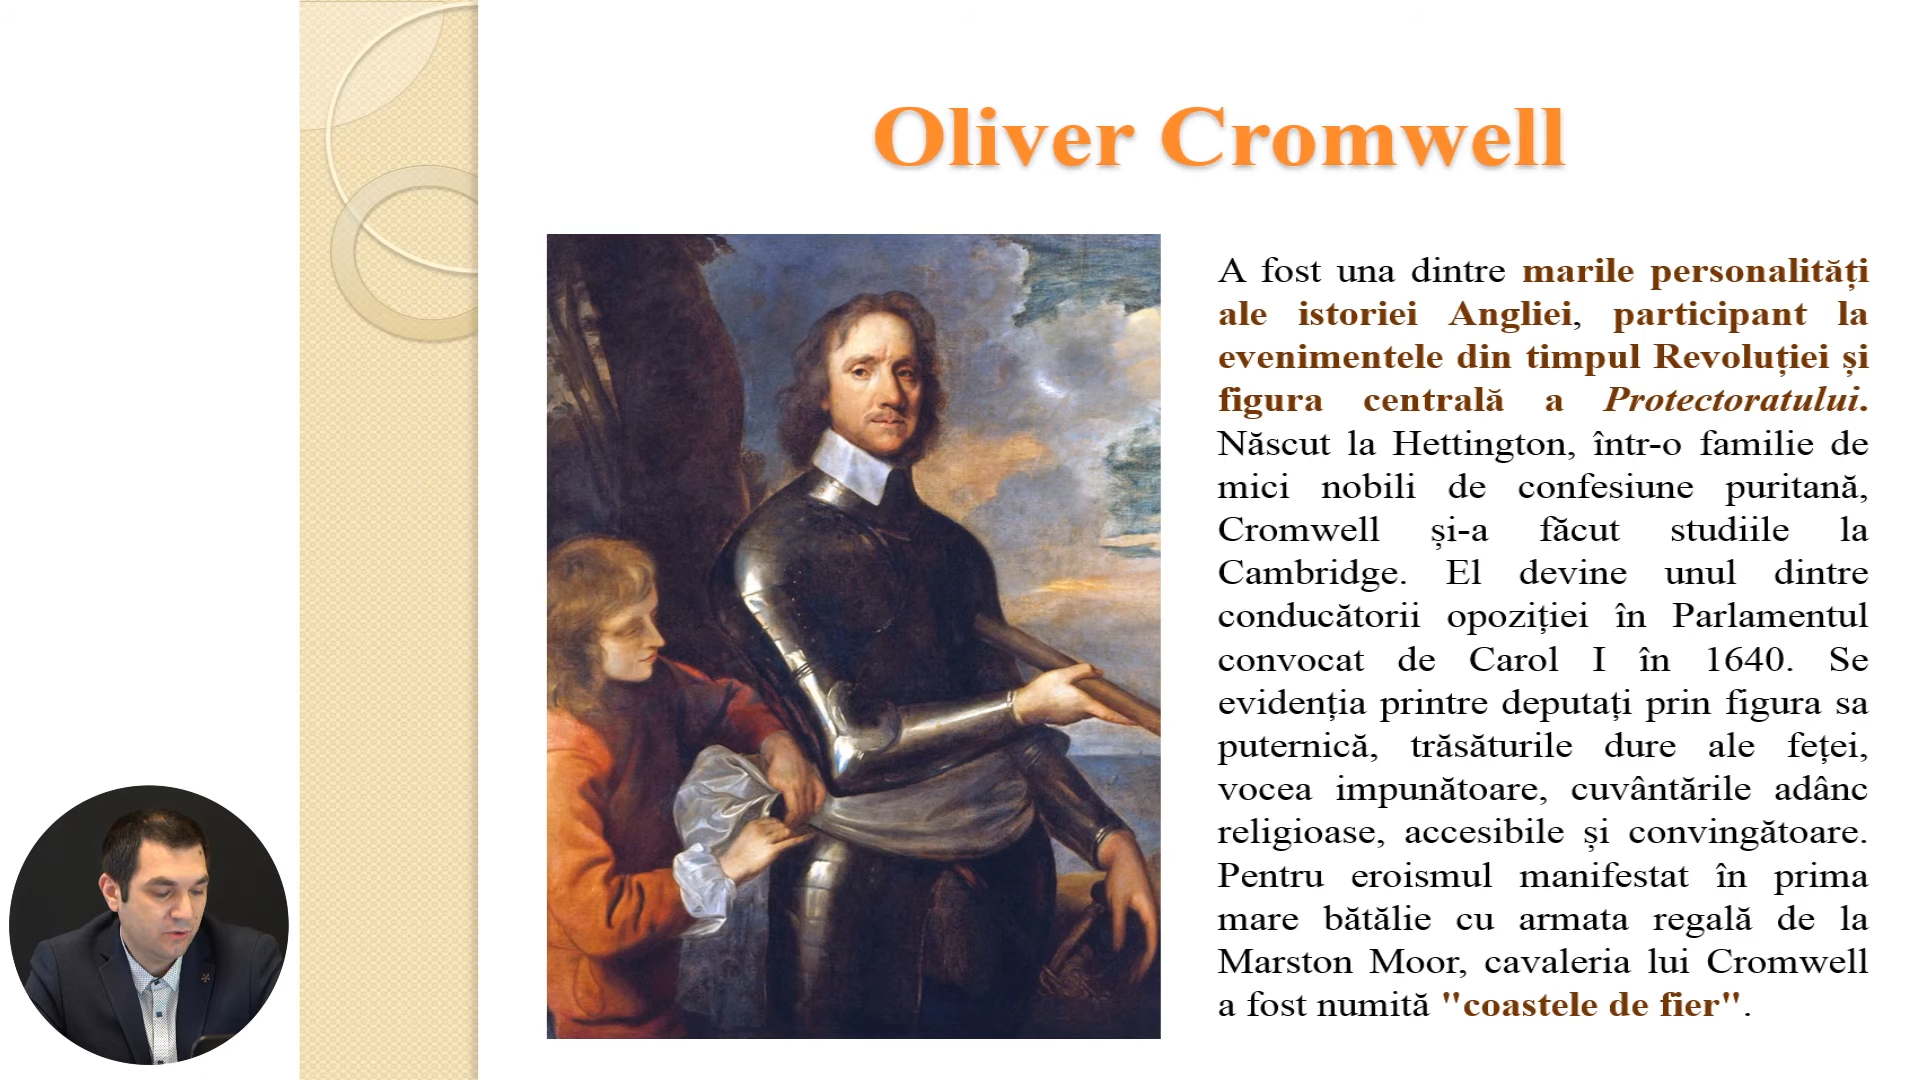 Oliver Cromwell
A fost una dintre marile personalități
ale istoriei Angliei, participant la
evenimentele din timpul Revoluției și
figura centrală a Protectoratului.
Născut la Hettington, într-o familie de
mici nobili de confesiune puritană,
Cromwell și-a făcut studiile la
Cambridge. El devine unul dintre
conducătorii opoziției în Parlamentul
convocat de Carol I în 1640. Se
evidenția printre deputați prin figura sa
puternică, trăsăturile dure ale feței,
vocea impunătoare, cuvântările adânc
religioase, accesibile și convingătoare.
Pentru eroismul manifestat în prima
mare bătălie cu armata regală de la
Marston Moor, cavaleria lui Cromwell
a fost numită "coastele de fier".